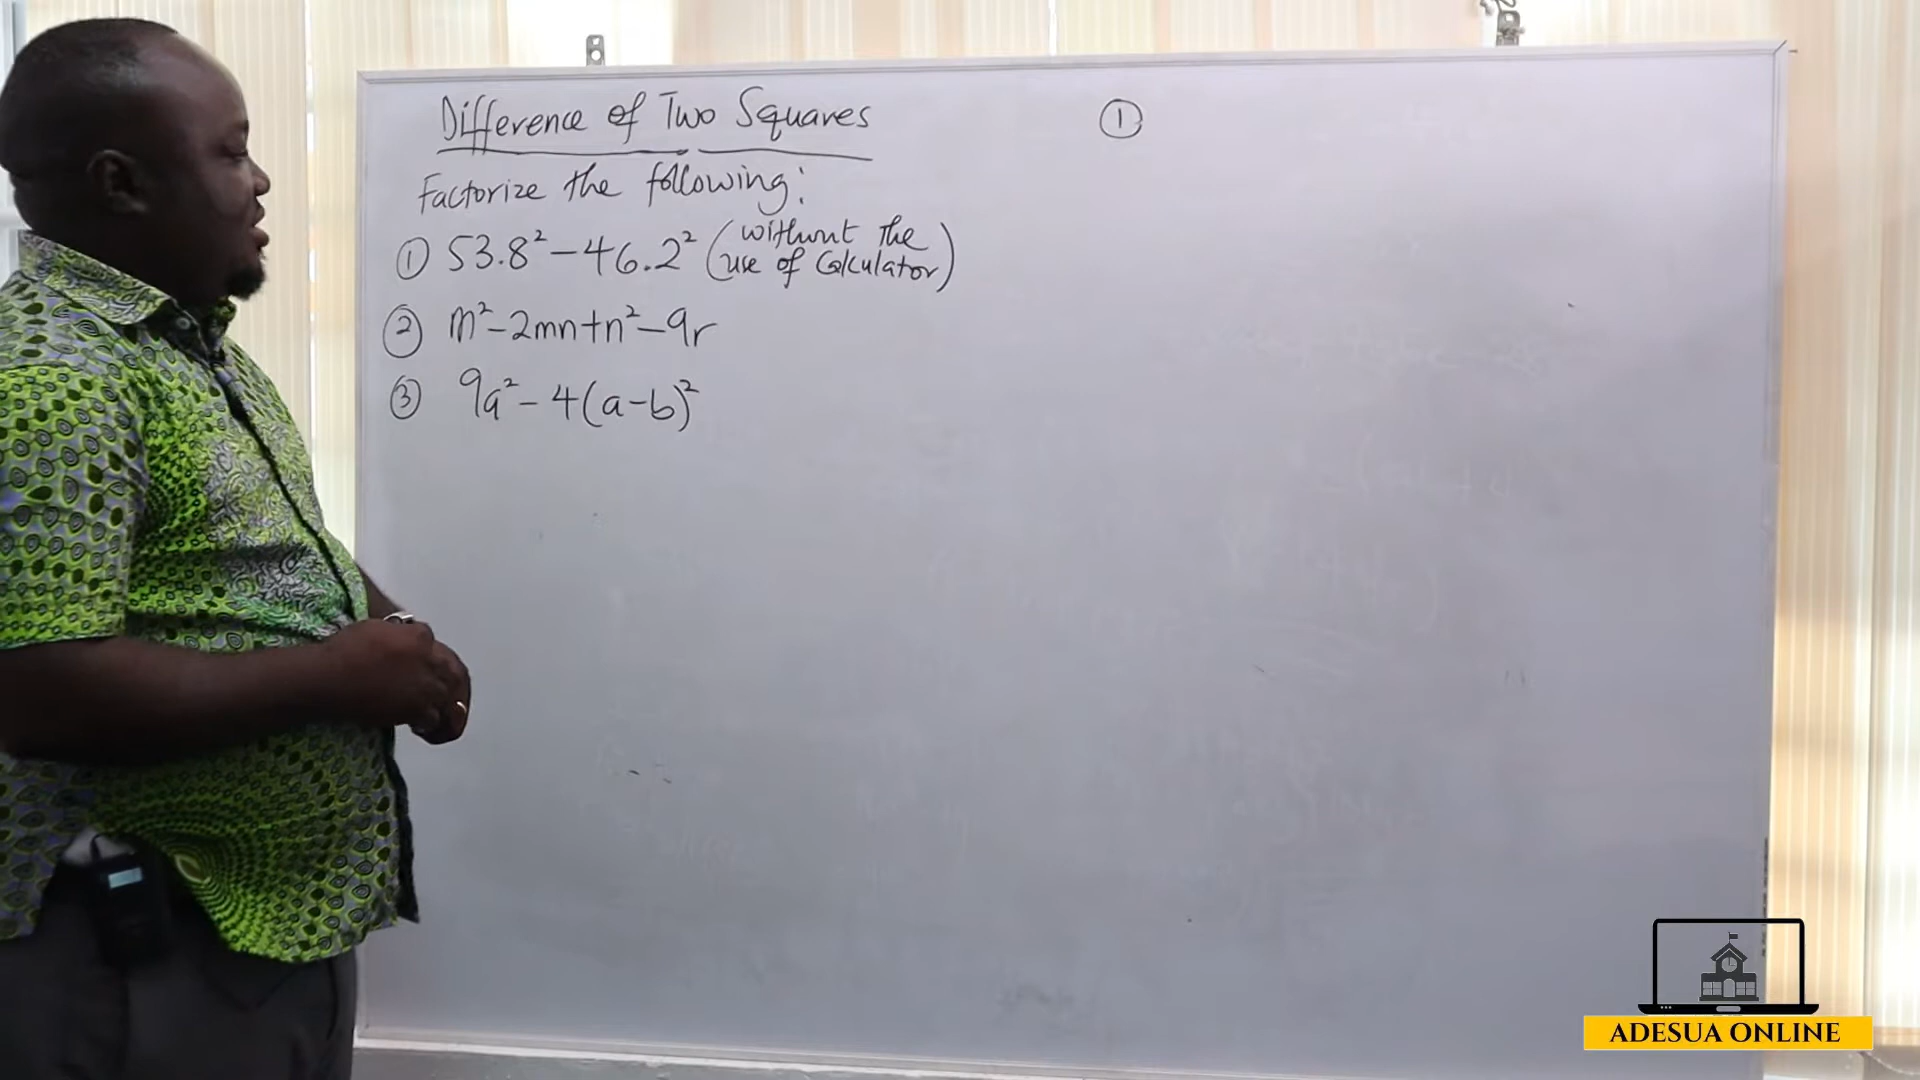 Difference of Two Squares
Factorize the following:
① 53.8² – 46.2² (without the use of Calculator)
② m² – 2mn + n² – 9r
③ 9a² – 4(a – b)²
①
ADESUA ONLINE